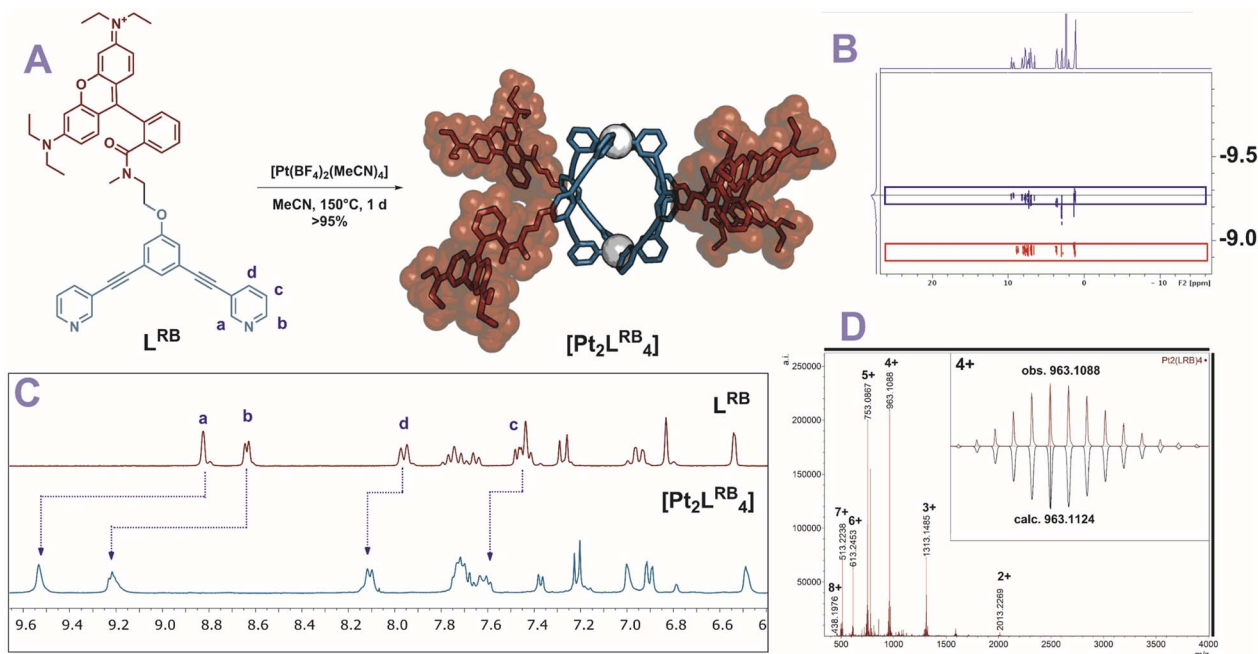 A
N⁺
O
N
O
N
O
d
c
a
b
N
N
L^RB
[Pt(BF₄)₂(MeCN)₄]
MeCN, 150°C, 1 d
>95%
[Pt₂L^RB₄]
B
-9.5
-9.0
20
10
0
- 10
F2 [ppm]
C
L^RB
a
b
d
c
[Pt₂L^RB₄]
9.6 9.4 9.2 9.0 8.8 8.6 8.4 8.2 8.0 7.8 7.6 7.4 7.2 7.0 6.8 6.6 6
D
a.i.
250000
200000
150000
100000
50000
8+
438.1976
7+
513.2238
6+
613.2453
5+
753.0867
4+
963.1088
3+
1313.1485
2+
2013.2269
500 1000 1500 2000 2500 3000 3500 4000
m/z
4+
Pt2(LRB)4
obs. 963.1088
calc. 963.1124